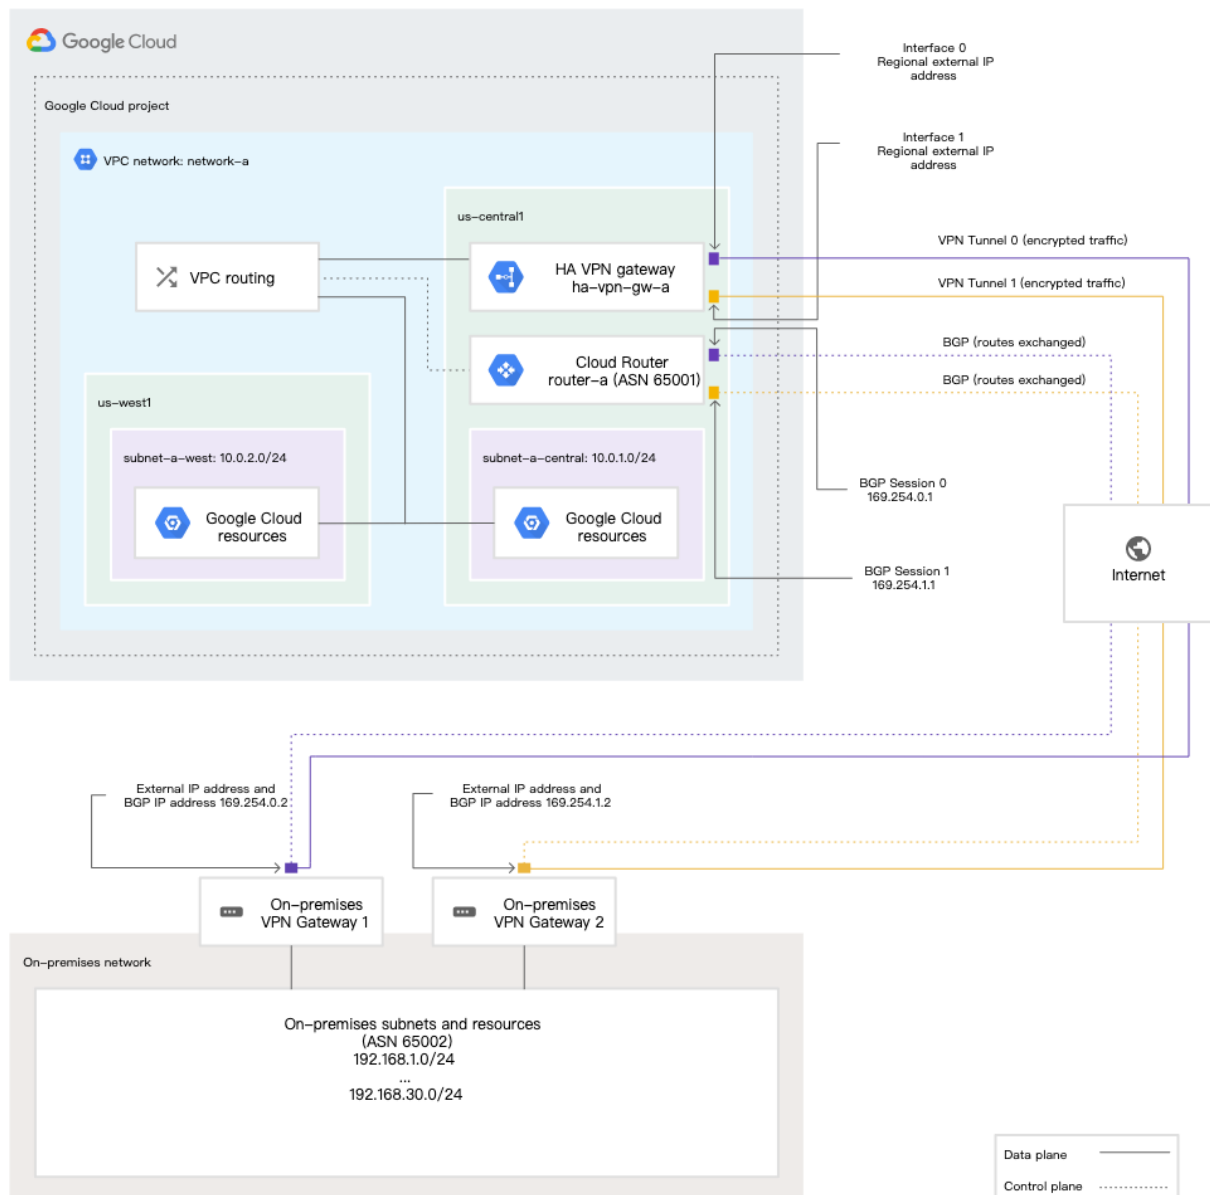 Google Cloud
Google Cloud project
VPC network: network-a
us-central1
VPC routing
HA VPN gateway
ha-vpn-gw-a
Cloud Router
router-a (ASN 65001)
us-west1
subnet-a-west: 10.0.2.0/24
Google Cloud
resources
subnet-a-central: 10.0.1.0/24
Google Cloud
resources
Interface 0
Regional external IP
address
Interface 1
Regional external IP
address
VPN Tunnel 0 (encrypted traffic)
VPN Tunnel 1 (encrypted traffic)
BGP (routes exchanged)
BGP (routes exchanged)
BGP Session 0
169.254.0.1
BGP Session 1
169.254.1.1
Internet
External IP address and
BGP IP address 169.254.0.2
External IP address and
BGP IP address 169.254.1.2
On-premises
VPN Gateway 1
On-premises
VPN Gateway 2
On-premises network
On-premises subnets and resources
(ASN 65002)
192.168.1.0/24
...
192.168.30.0/24
Data plane
Control plane